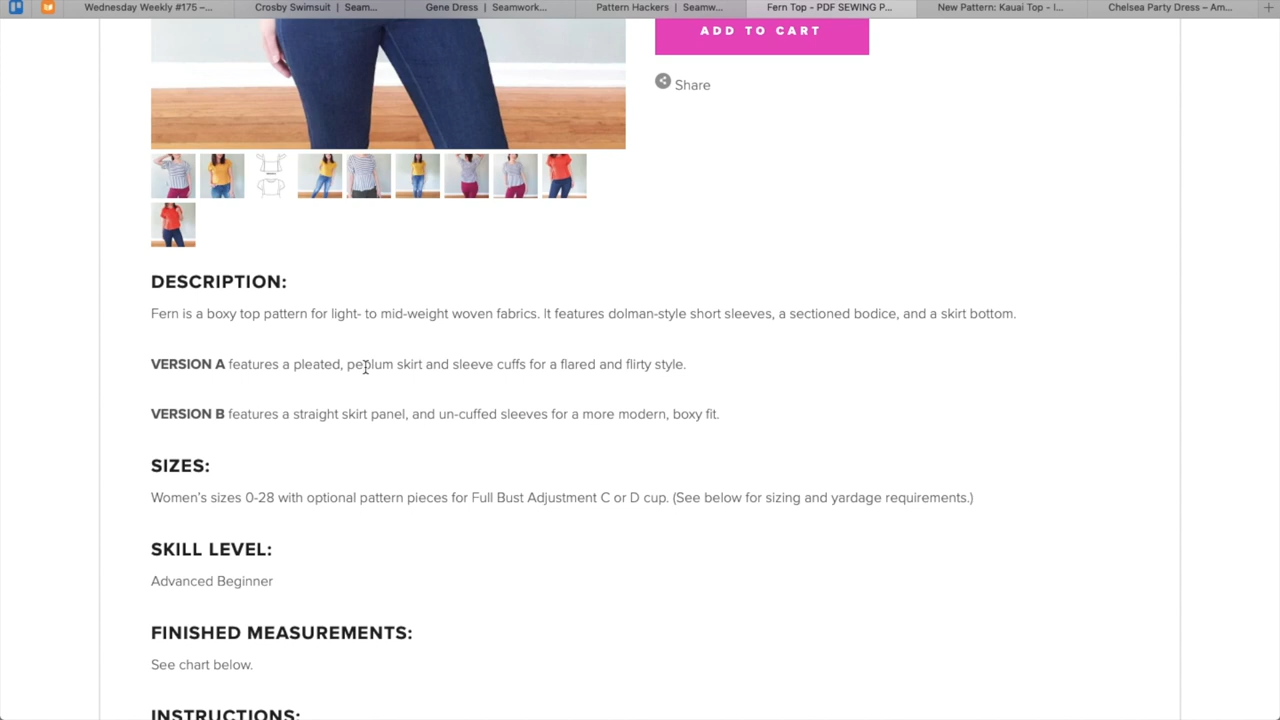 Wednesday Weekly #175 –...
Crosby Swimsuit | Seam...
Gene Dress | Seamwork...
Pattern Hackers | Seamw...
Fern Top - PDF SEWING P...
New Pattern: Kauai Top - I...
Chelsea Party Dress – Am...
ADD TO CART
Share
DESCRIPTION:
Fern is a boxy top pattern for light- to mid-weight woven fabrics. It features dolman-style short sleeves, a sectioned bodice, and a skirt bottom.
VERSION A features a pleated, peplum skirt and sleeve cuffs for a flared and flirty style.
VERSION B features a straight skirt panel, and un-cuffed sleeves for a more modern, boxy fit.
SIZES:
Women's sizes 0-28 with optional pattern pieces for Full Bust Adjustment C or D cup. (See below for sizing and yardage requirements.)
SKILL LEVEL:
Advanced Beginner
FINISHED MEASUREMENTS:
See chart below.
INSTRUCTIONS: